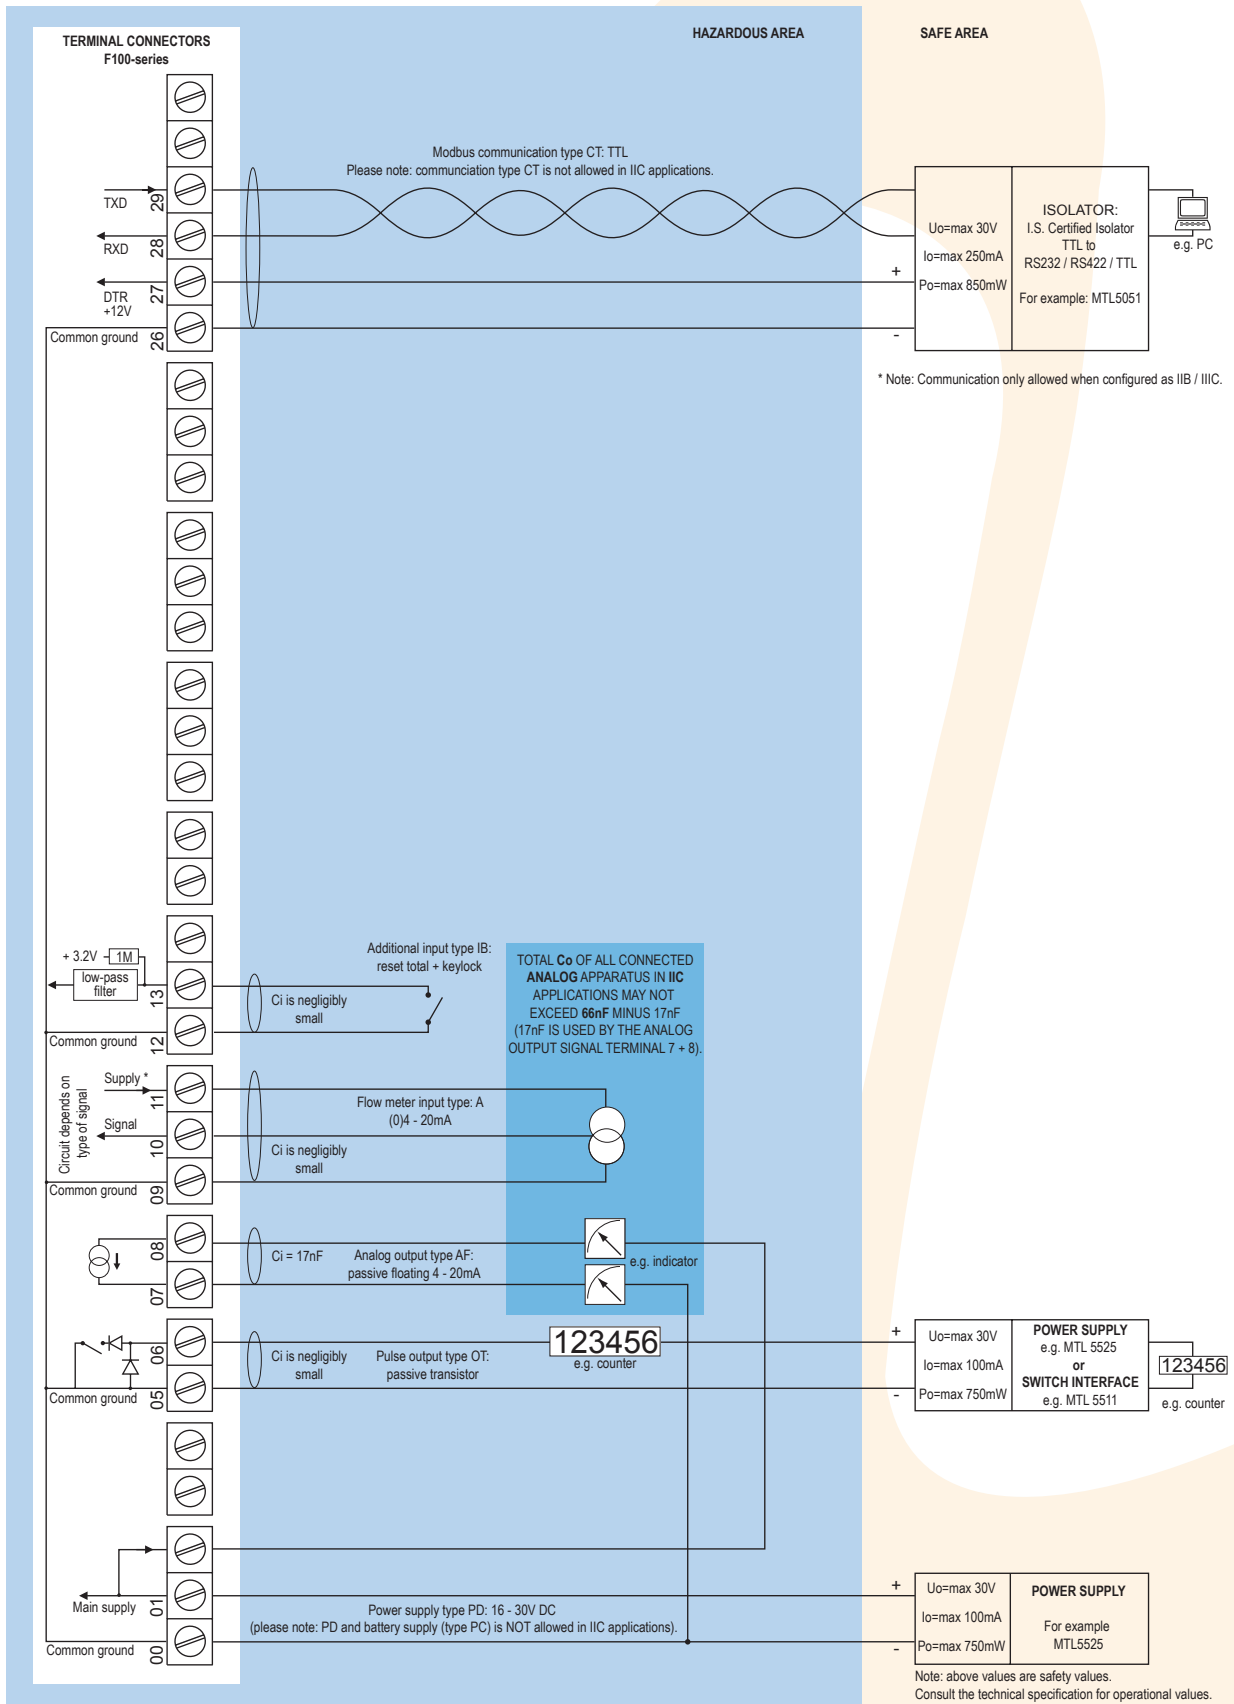 TERMINAL CONNECTORS
F100-series
HAZARDOUS AREA
SAFE AREA
Modbus communication type CT: TTL
Please note: communciation type CT is not allowed in IIC applications.
TXD
29
RXD
28
DTR
+12V
27
Common ground
26
+
-
Uo=max 30V
Io=max 250mA
Po=max 850mW
ISOLATOR:
I.S. Certified Isolator
TTL to
RS232 / RS422 / TTL
For example: MTL5051
e.g. PC
* Note: Communication only allowed when configured as IIB / IIIC.
+ 3.2V
1M
low-pass
filter
13
Common ground
12
Ci is negligibly
small
Additional input type IB:
reset total + keylock
TOTAL Co OF ALL CONNECTED
ANALOG APPARATUS IN IIC
APPLICATIONS MAY NOT
EXCEED 66nF MINUS 17nF
(17nF IS USED BY THE ANALOG
OUTPUT SIGNAL TERMINAL 7 + 8).
Circuit depends on
type of signal
Supply *
11
Signal
10
Common ground
09
Flow meter input type: A
(0)4 - 20mA
Ci is negligibly
small
08
07
Ci = 17nF
Analog output type AF:
passive floating 4 - 20mA
e.g. indicator
06
Common ground
05
Ci is negligibly
small
Pulse output type OT:
passive transistor
123456
e.g. counter
+
-
Uo=max 30V
Io=max 100mA
Po=max 750mW
POWER SUPPLY
e.g. MTL 5525
or
SWITCH INTERFACE
e.g. MTL 5511
123456
e.g. counter
Main supply
01
Common ground
00
Power supply type PD: 16 - 30V DC
(please note: PD and battery supply (type PC) is NOT allowed in IIC applications).
+
-
Uo=max 30V
Io=max 100mA
Po=max 750mW
POWER SUPPLY
For example
MTL5525
Note: above values are safety values.
Consult the technical specification for operational values.